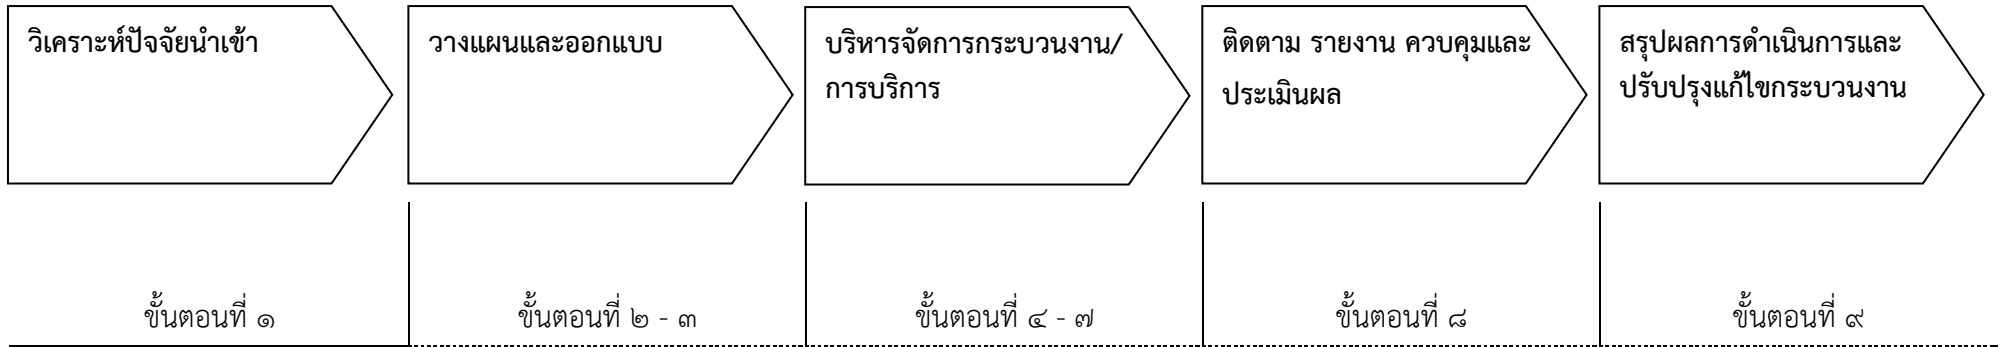 วิเคราะห์ปัจจัยนำเข้า
วางแผนและออกแบบ
บริหารจัดการกระบวนงาน/
การบริการ
ติดตาม รายงาน ควบคุมและ
ประเมินผล
สรุปผลการดำเนินการและ
ปรับปรุงแก้ไขกระบวนงาน
ขั้นตอนที่ ๑
ขั้นตอนที่ ๒ - ๓
ขั้นตอนที่ ๔ - ๗
ขั้นตอนที่ ๘
ขั้นตอนที่ ๙